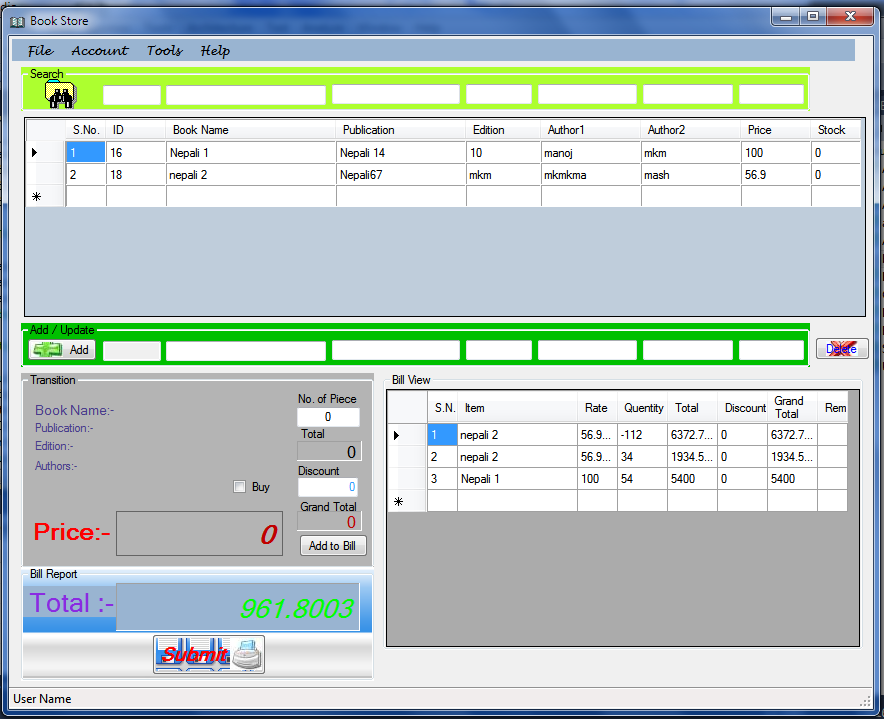 Book Store
File Account Tools Help
Search
S.No. ID Book Name Publication Edition Author1 Author2 Price Stock
1 16 Nepali 1 Nepali 14 10 manoj mkm 100 0
2 18 nepali 2 Nepali67 mkm mkmkma mash 56.9 0
Add / Update
Add
Delete
Transition
Book Name:-
Publication:-
Edition:-
Authors:-
No. of Piece
0
Total
0
Discount
0
Buy
Grand Total
0
Price:- 0
Add to Bill
Bill Report
Total :- 961.8003
Submit
Bill View
S.N. Item Rate Quentity Total Discount Grand Total Rem
1 nepali 2 56.9... -112 6372.7... 0 6372.7...
2 nepali 2 56.9... 34 1934.5... 0 1934.5...
3 Nepali 1 100 54 5400 0 5400
User Name